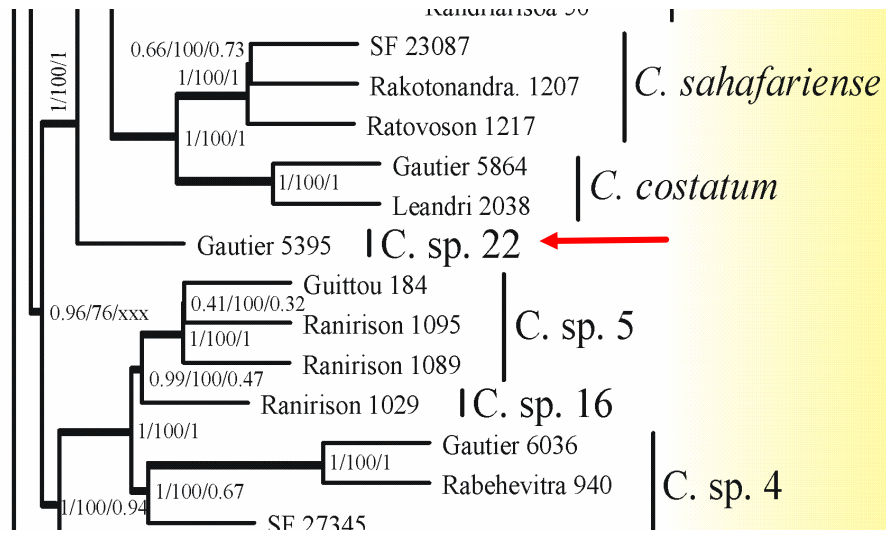 Randriarisoa 50
0.66/100/0.73
SF 23087
1/100/1
1/100/1
Rakotonandra. 1207
C. sahafariense
Ratovoson 1217
1/100/1
Gautier 5864
1/100/1
C. costatum
Leandri 2038
Gautier 5395
C. sp. 22
Guittou 184
0.41/100/0.32
0.96/76/xxx
Ranirison 1095
C. sp. 5
1/100/1
Ranirison 1089
0.99/100/0.47
Ranirison 1029
C. sp. 16
1/100/1
Gautier 6036
1/100/1
Rabehevitra 940
C. sp. 4
1/100/0.67
1/100/0.94
SF 27345